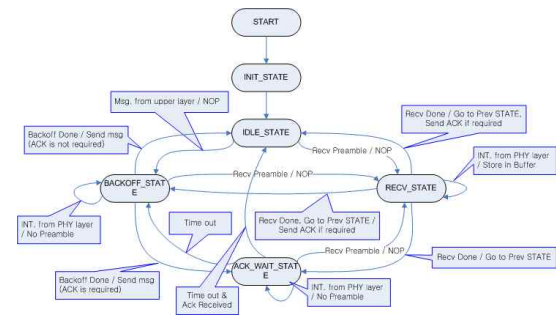 START
INIT_STATE
Msg. from upper layer / NOP
Recv Done / Go to Prev STATE,
Send ACK if required
IDLE_STATE
Backoff Done / Send msg
(ACK is not required)
Recv Preamble / NOP
INT. from PHY layer
/ Store In Buffer
BACKOFF_STAT
E
Recv Preamble / NOP
RECV_STATE
INT. from PHY layer
/ No Preamble
Time out
Recv Done, Go to Prev STATE /
Send ACK if required
Recv Preamble / NOP
Recv Done / Go to Prev STATE
ACK_WAIT_STAT
E
Backoff Done / Send msg
(ACK is required)
Time out &
Ack Received
INT. from PHY layer
/ No Preamble